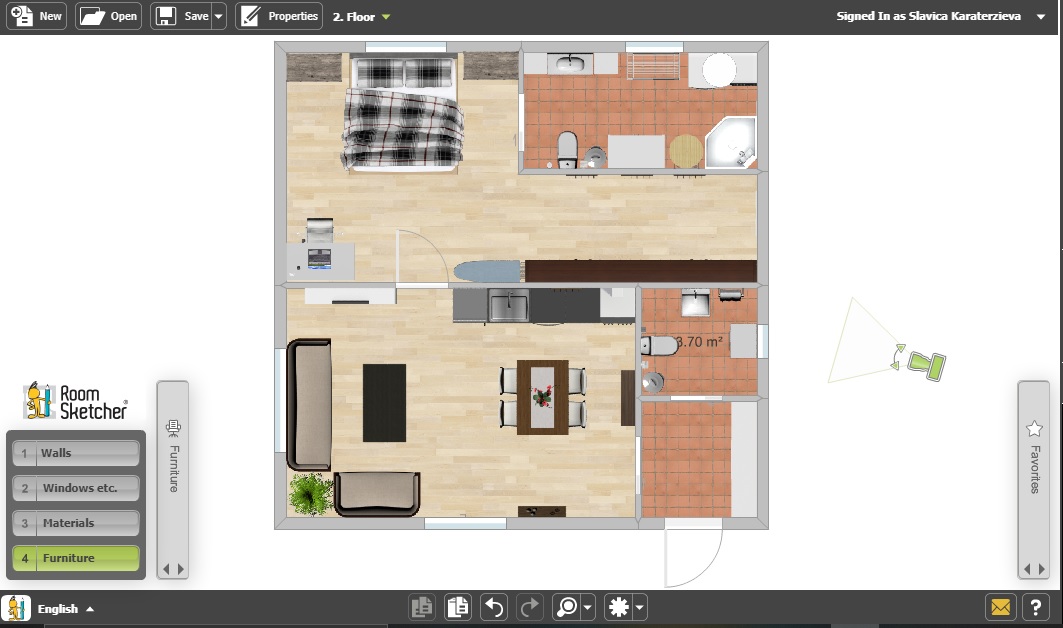 New Open Save Properties 2. Floor Signed In as Slavica Karaterzieva
3.70 m²
Room
Sketcher®
1 Walls
2 Windows etc.
3 Materials
4 Furniture
Furniture
Favorites
English
?